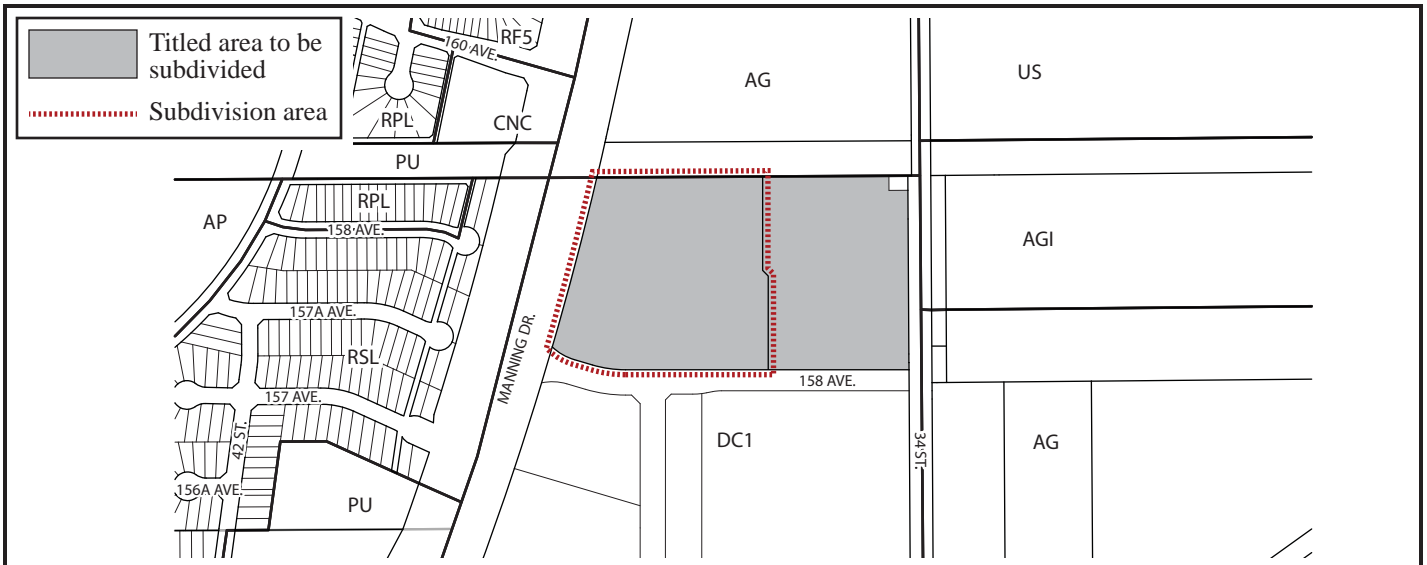 Titled area to be
subdivided
Subdivision area
160 AVE.
RF5
RPL
CNC
AG
US
PU
RPL
AP
158 AVE.
AGI
157A AVE.
MANNING DR.
RSL
158 AVE.
157 AVE.
42 ST.
DC1
34 ST.
AG
156A AVE.
PU